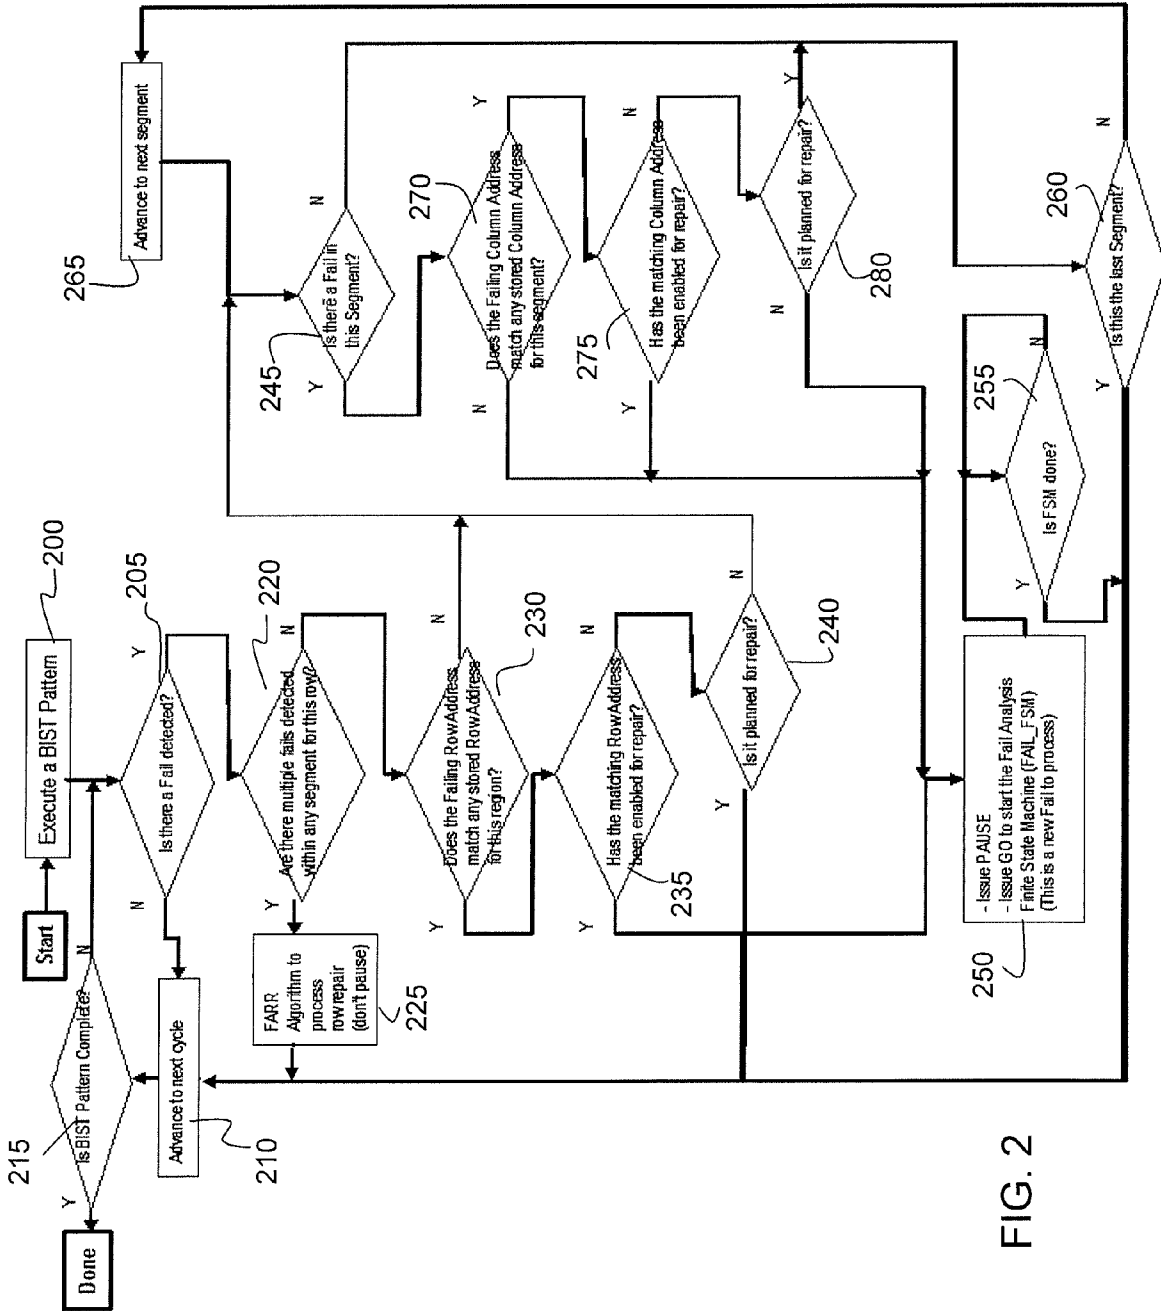 Start
Execute a BIST Pattern
200
Is there a Fail detected?
205
Y
N
Advance to next cycle
210
Is BIST Pattern Complete?
215
Y
N
Done
Are there multiple fails detected
within any segment for this row?
220
N
Y
FARR
Algorithm to
process
row repair
(don't pause)
225
Does the Failing Row Address
match any stored Row Address
for this region?
230
N
Y
Has the matching Row Address
been enabled for repair?
235
N
Y
Is it planned for repair?
240
N
Y
Advance to next segment
265
Is there a Fail in
this Segment?
245
N
Y
Does the Failing Column Address
match any stored Column Address
for this segment?
270
Y
N
Has the matching Column Address
been enabled for repair?
275
N
Y
Is it planned for repair?
280
Y
N
- Issue PAUSE
- Issue GO to start the Fail Analysis
Finite State Machine (FAIL_FSM)
(This is a new Fail to process)
250
Is FSM done?
255
N
Y
Is this the last Segment?
260
N
Y
FIG. 2